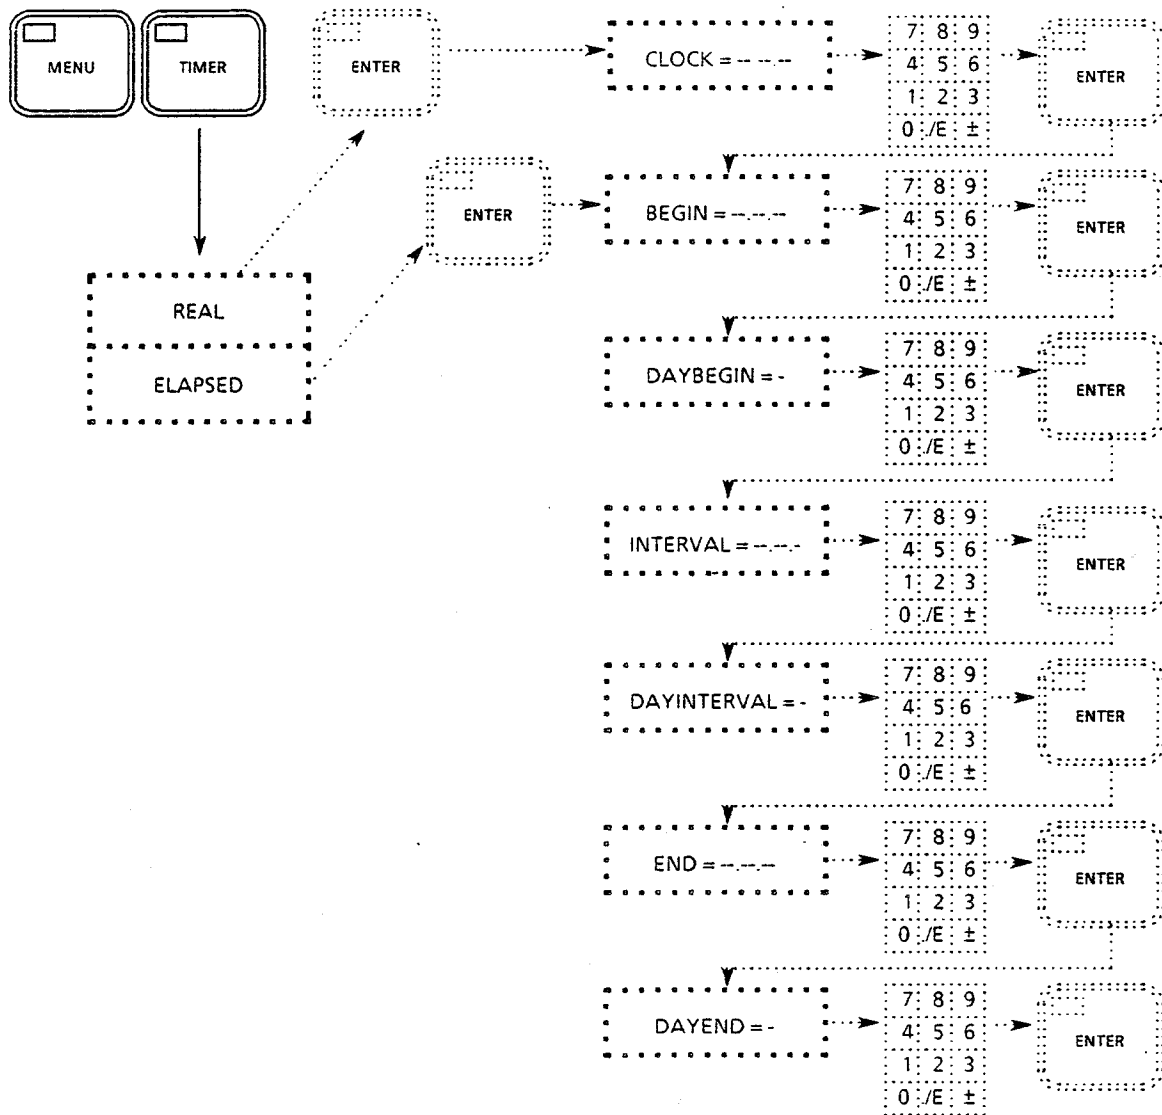 MENU
TIMER
ENTER
CLOCK = -- --.--
7 8 9
4 5 6
1 2 3
0 ./E ±
ENTER
ENTER
BEGIN = --.--.--
7 8 9
4 5 6
1 2 3
0 ./E ±
ENTER
REAL
ELAPSED
DAYBEGIN = -
7 8 9
4 5 6
1 2 3
0 ./E ±
ENTER
INTERVAL = --.--.-
7 8 9
4 5 6
1 2 3
0 ./E ±
ENTER
DAYINTERVAL = -
7 8 9
4 5 6
1 2 3
0 ./E ±
ENTER
END = --.--.--
7 8 9
4 5 6
1 2 3
0 ./E ±
ENTER
DAYEND = -
7 8 9
4 5 6
1 2 3
0 ./E ±
ENTER